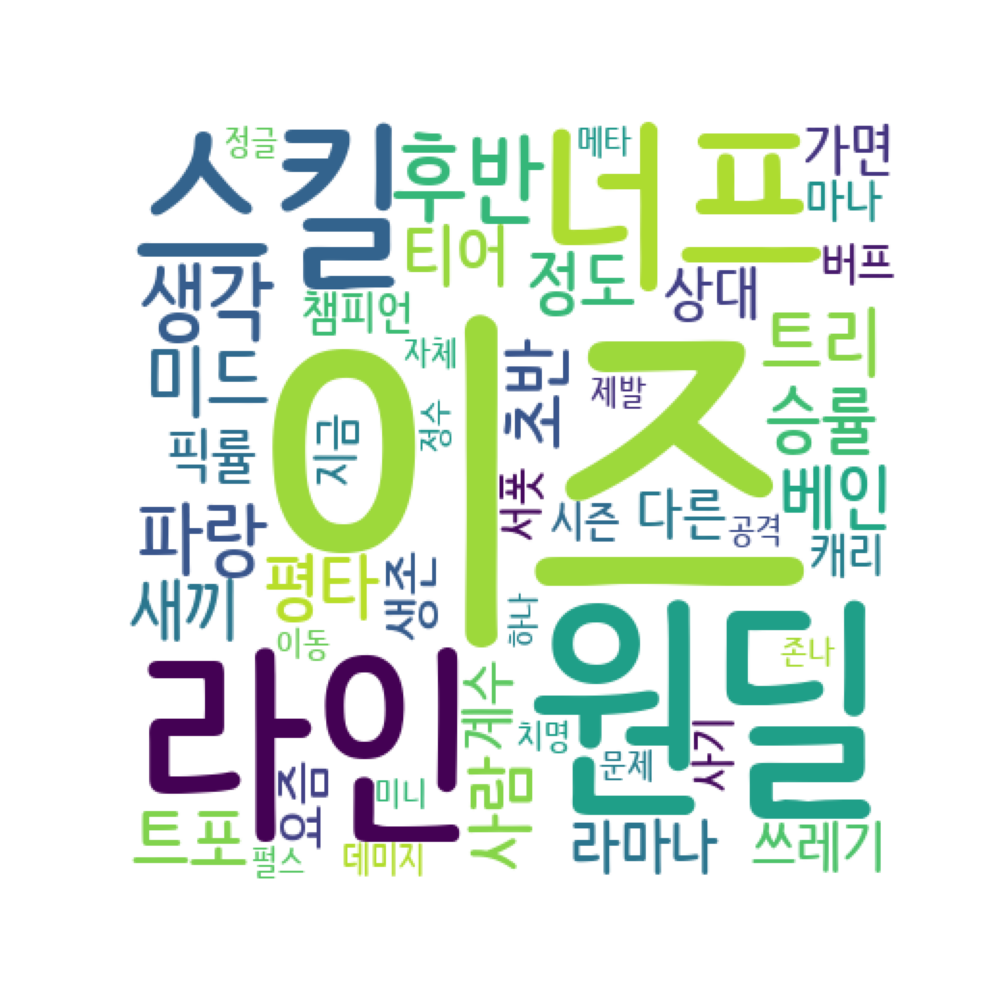 정글
스킬
후반
메타
너프
가면
마나
티어
정도
버프
생각
상대
챔피언
트리
미드
자체
이즈
초반
제발
승률
픽률
지금
정수
베인
서폿
시즌
다른
공격
캐리
파랑
평타
생존
새끼
하나
이동
라인
원딜
존나
계수
치명
사기
문제
요즘
미니
사람
트포
펄스
데미지
라마나
쓰레기